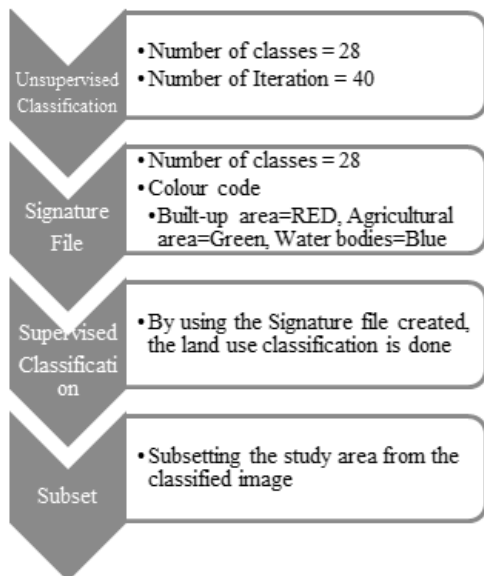 Unsupervised
Classification
•Number of classes = 28
•Number of Iteration = 40
Signature
File
•Number of classes = 28
•Colour code
•Built-up area=RED, Agricultural
area=Green, Water bodies=Blue
Supervised
Classificati
on
•By using the Signature file created,
the land use classification is done
Subset
•Subsetting the study area from the
classified image